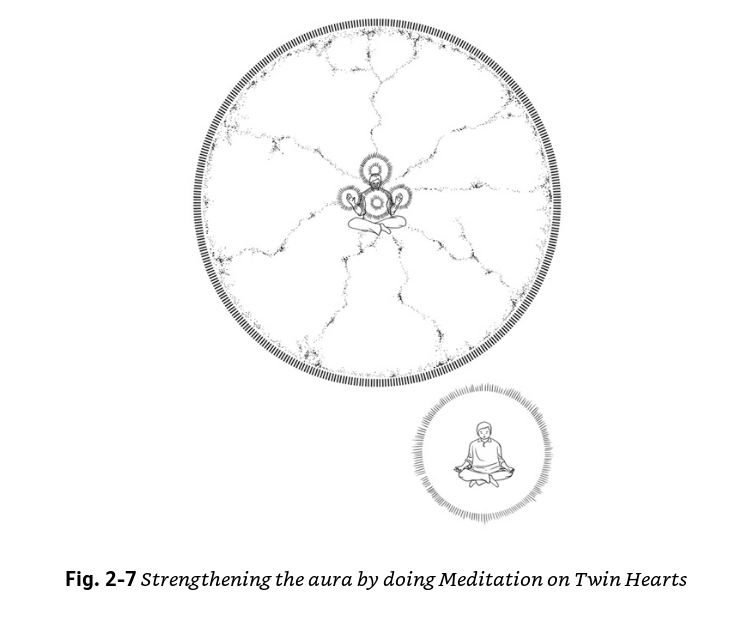 Fig. 2-7 Strengthening the aura by doing Meditation on Twin Hearts